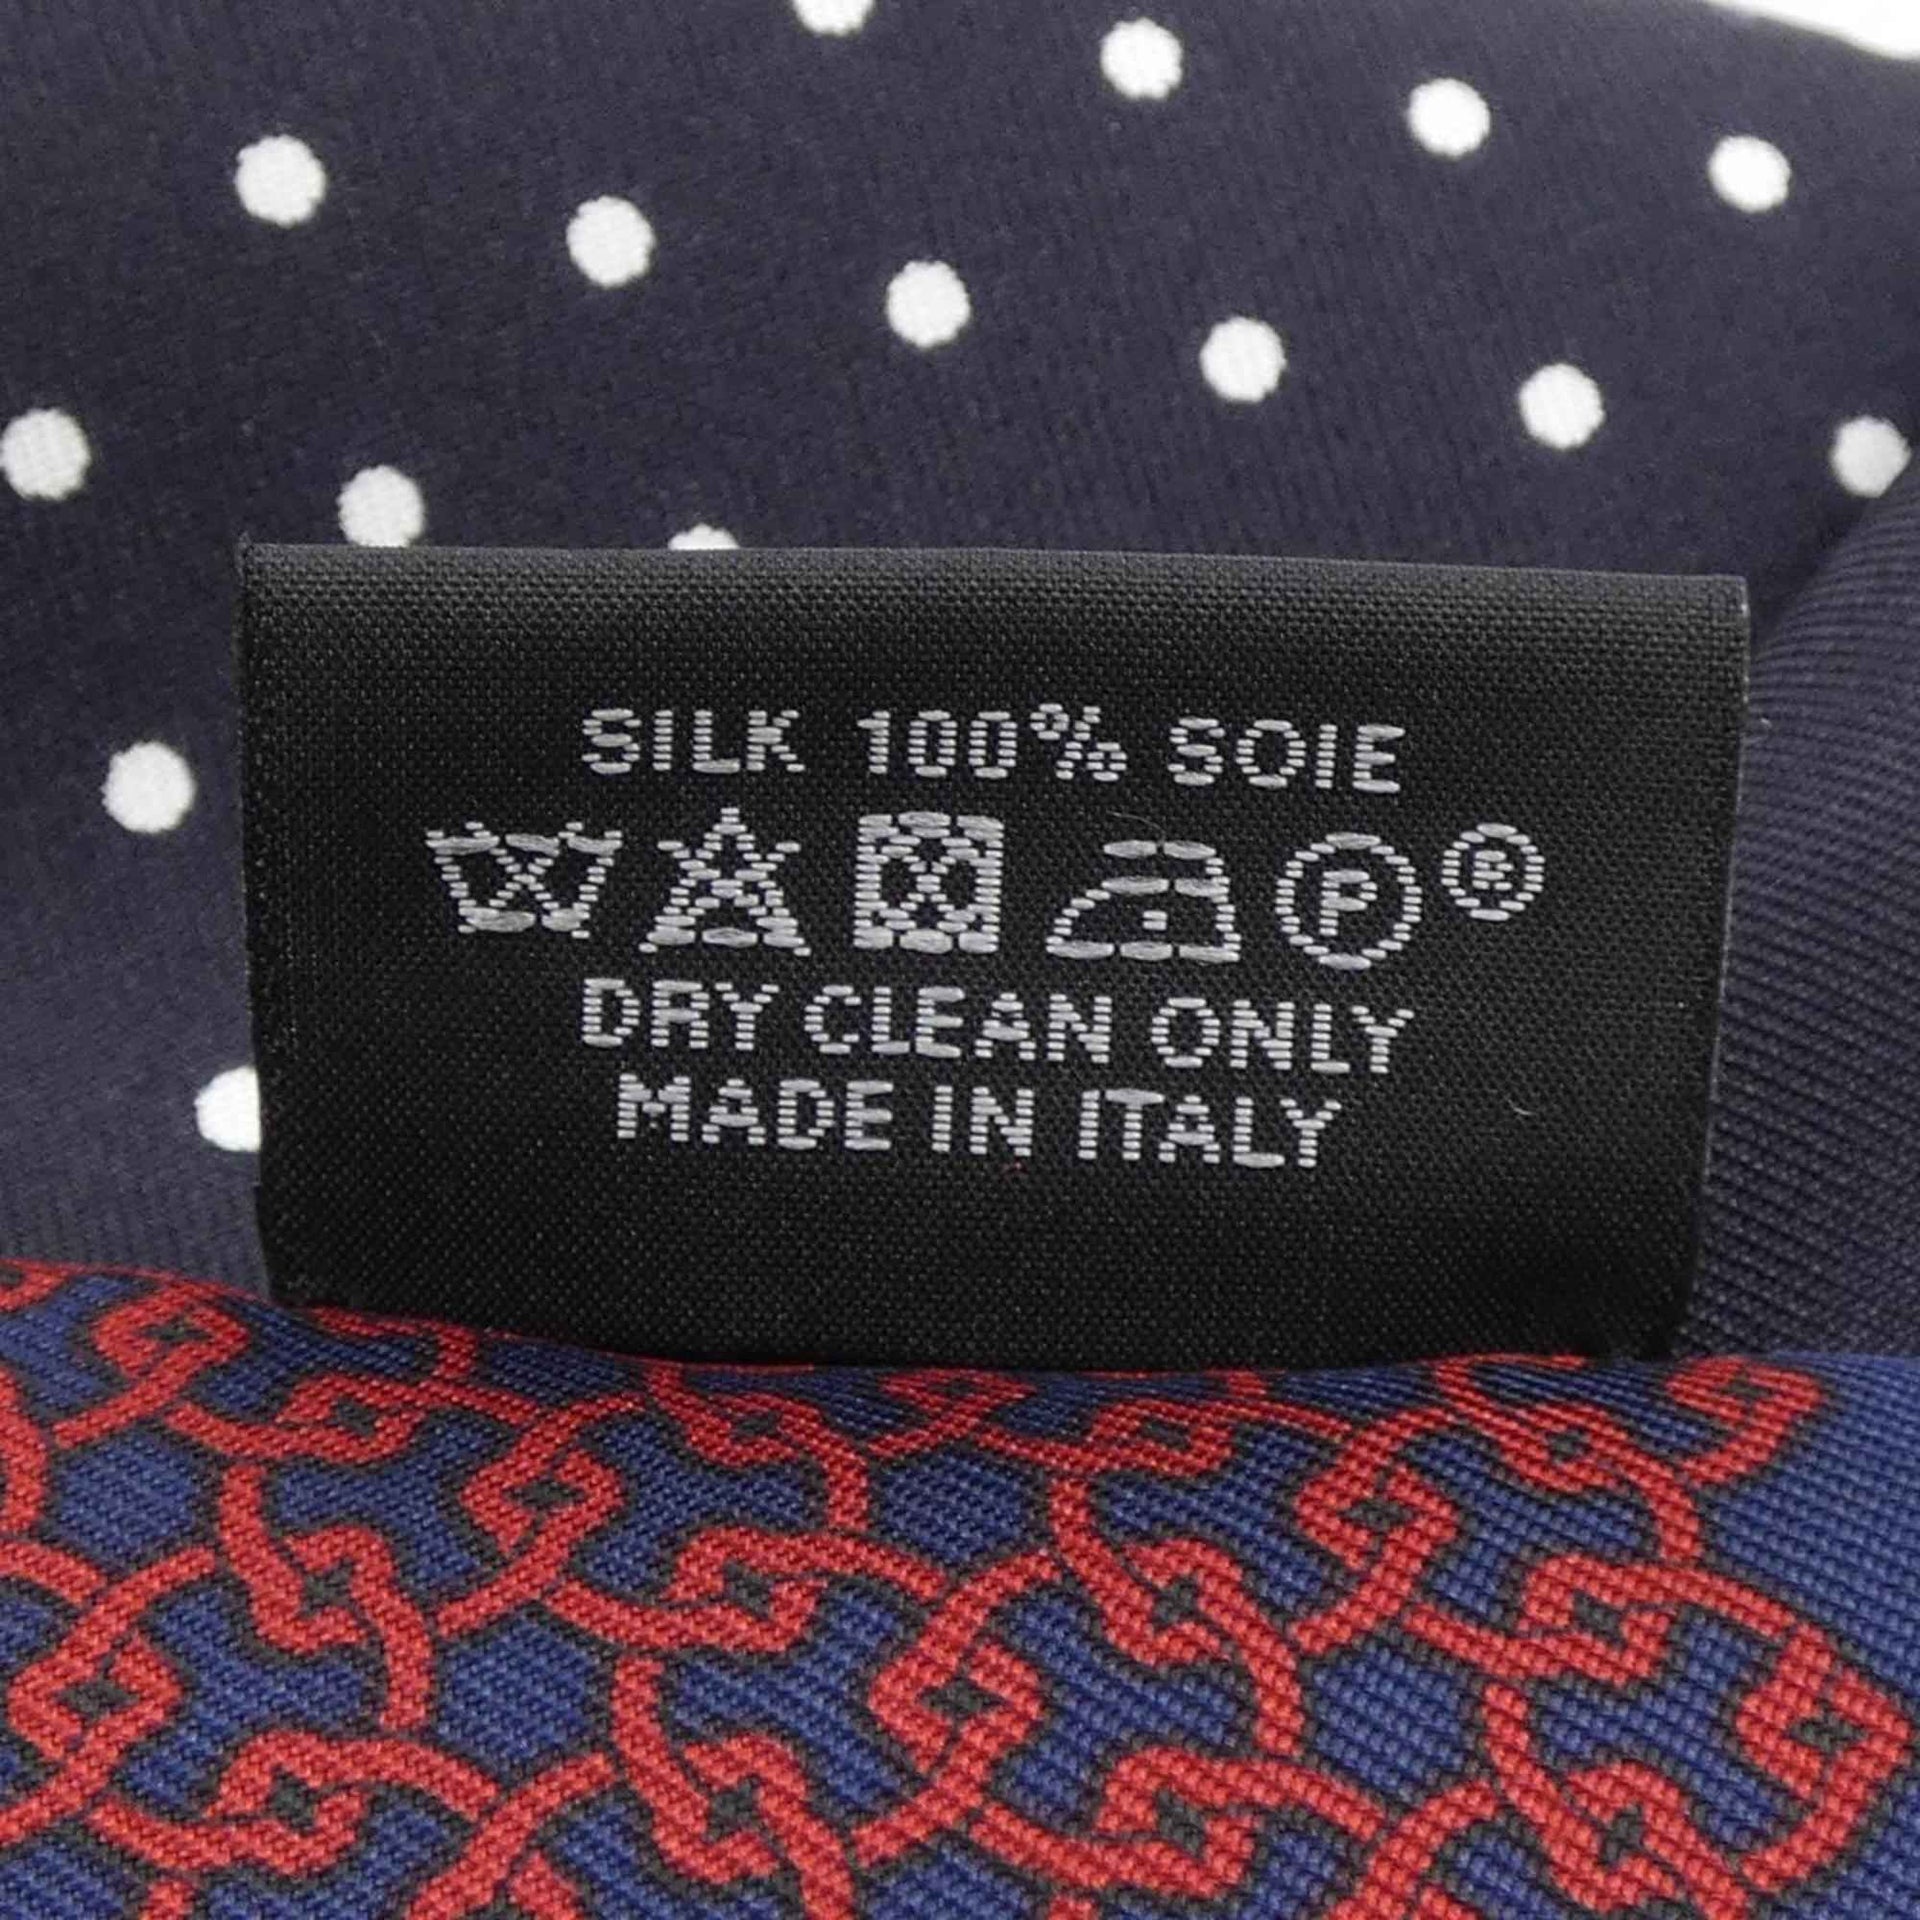 SILK 100% SOIE
P ®
DRY CLEAN ONLY
MADE IN ITALY